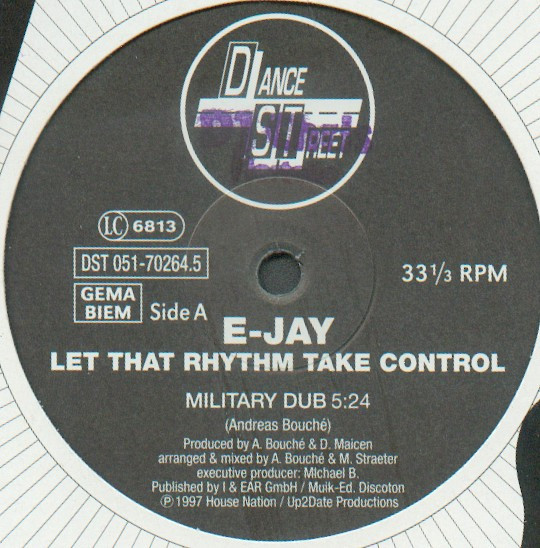 DANCE
STREET
LC 6813
DST 051-70264.5
GEMA
BIEM
Side A
33 1/3 RPM
E-JAY
LET THAT RHYTHM TAKE CONTROL
MILITARY DUB 5:24
(Andreas Bouché)
Produced by A. Bouché & D. Maicen
arranged & mixed by A. Bouché & M. Straeter
executive producer: MIchael B.
Published by I & EAR GmbH / Muik-Ed. Discoton
℗ 1997 House Nation / Up2Date Productions